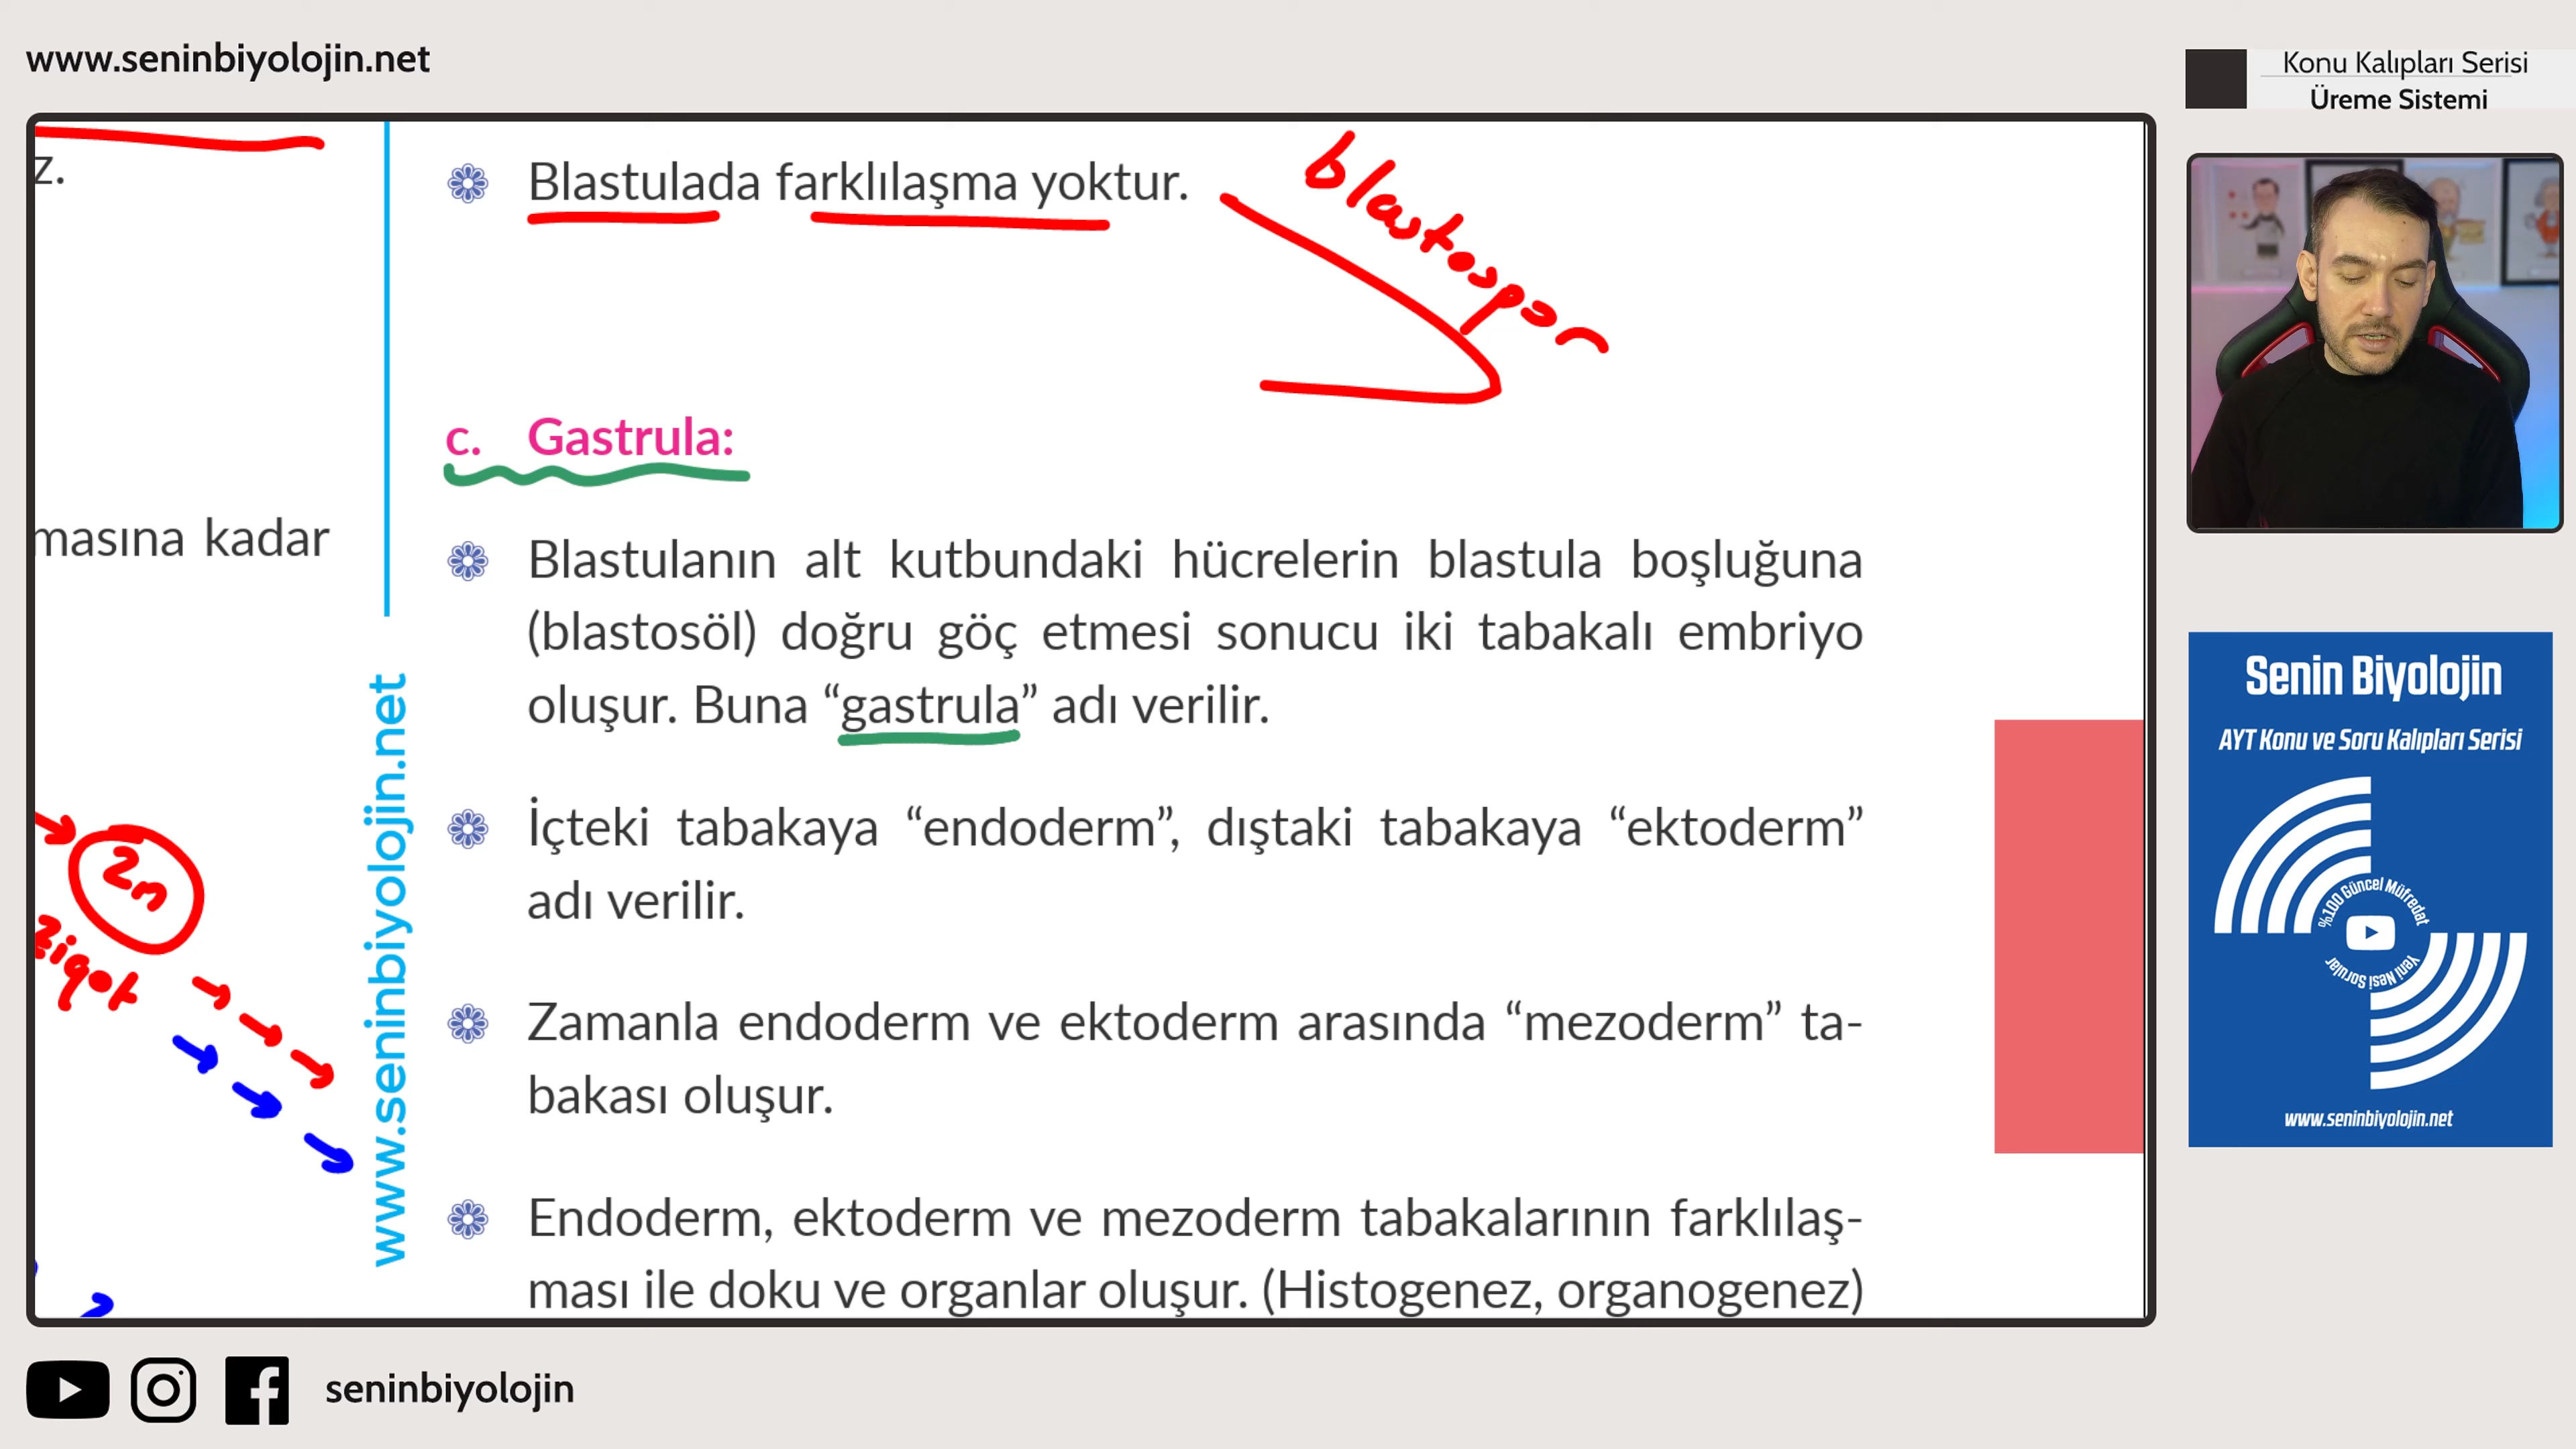 www.seninbiyolojin.net
Konu Kalıpları Serisi
Üreme Sistemi
z.
Blastulada farklılaşma yoktur.
blastospor
c. Gastrula:
masına kadar
Blastulanın alt kutbundaki hücrelerin blastula boşluğuna
(blastosöl) doğru göç etmesi sonucu iki tabakalı embriyo
oluşur. Buna “gastrula” adı verilir.
İçteki tabakaya “endoderm”, dıştaki tabakaya “ektoderm”
adı verilir.
2n
zigot
Zamanla endoderm ve ektoderm arasında “mezoderm” ta-
bakası oluşur.
Endoderm, ektoderm ve mezoderm tabakalarının farklılaş-
ması ile doku ve organlar oluşur. (Histogenez, organogenez)
www.seninbiyolojin.net
Senin Biyolojin
AYT Konu ve Soru Kalıpları Serisi
%100 Güncel Müfredat
Yeni Nesi Sorular
www.seninbiyolojin.net
seninbiyolojin